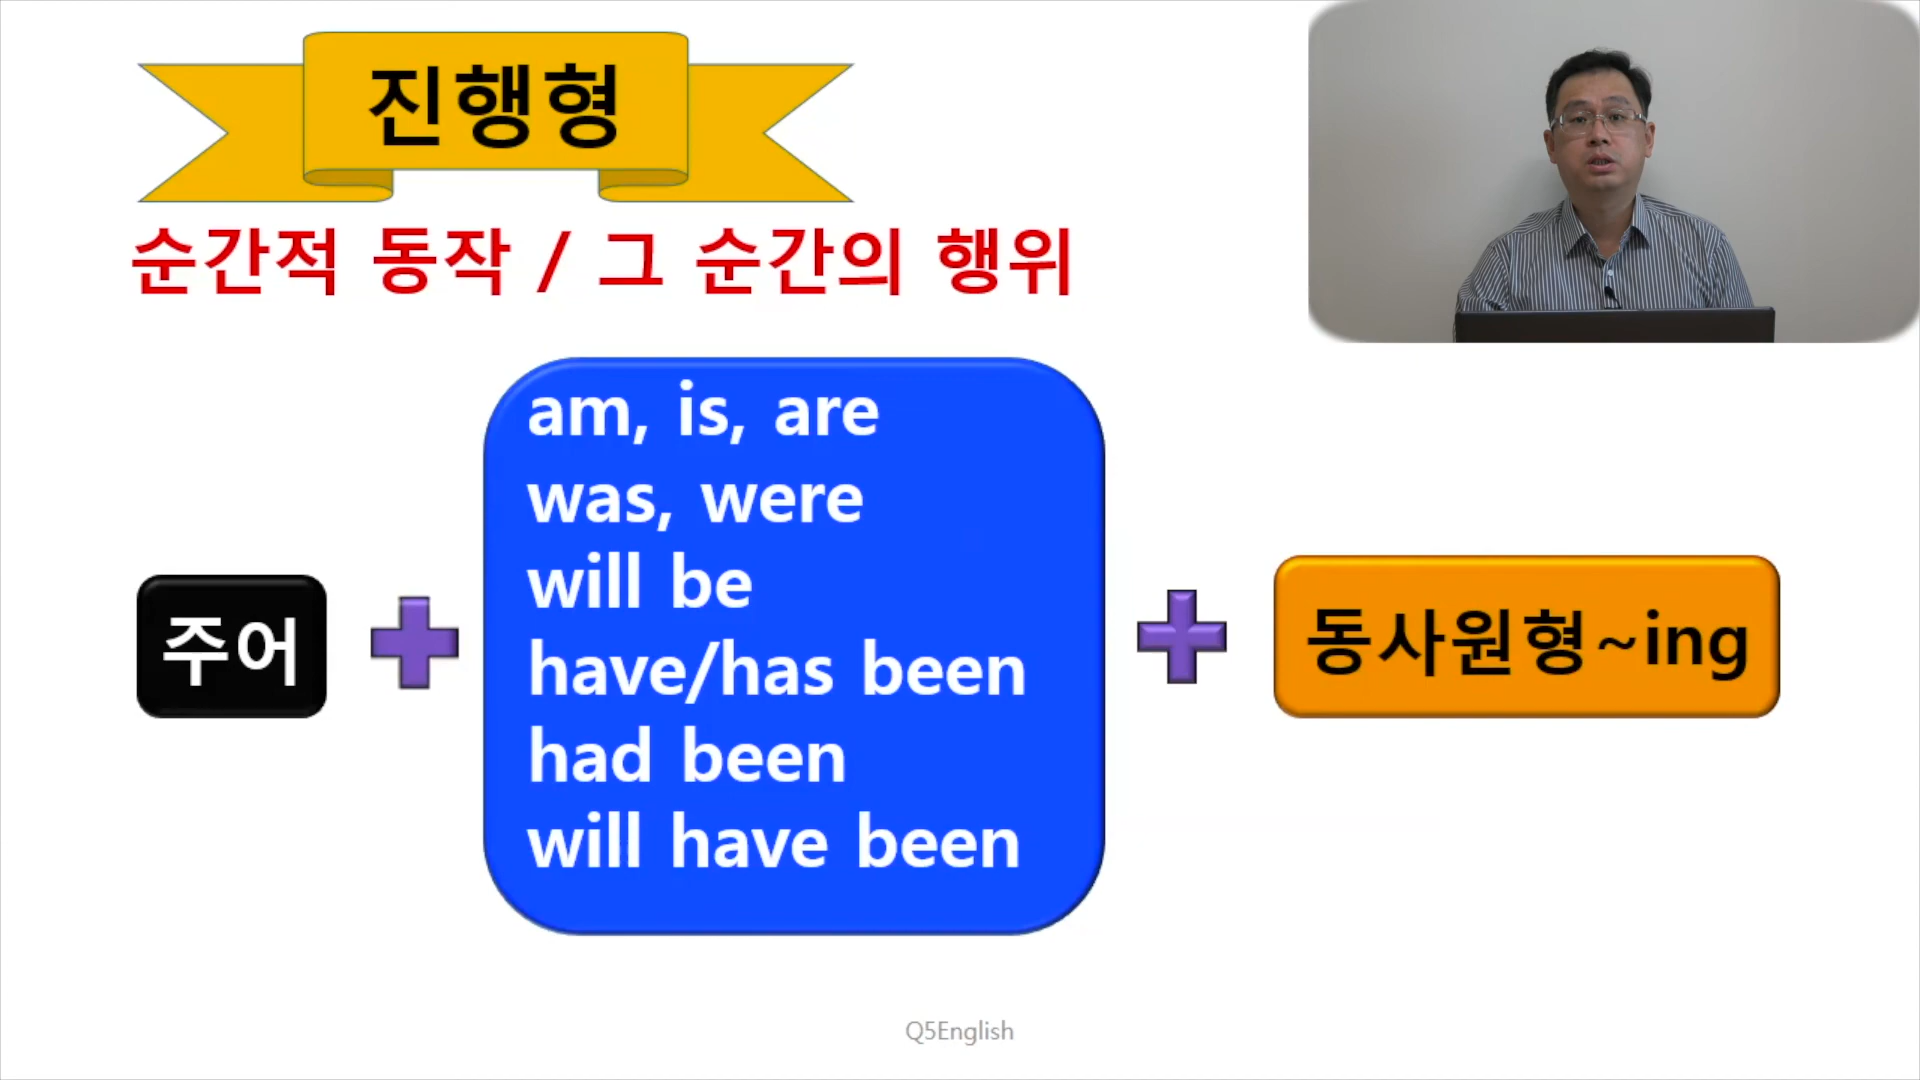 진행형
순간적 동작 / 그 순간의 행위
주어
am, is, are
was, were
will be
have/has been
had been
will have been
동사원형~ing
Q5English